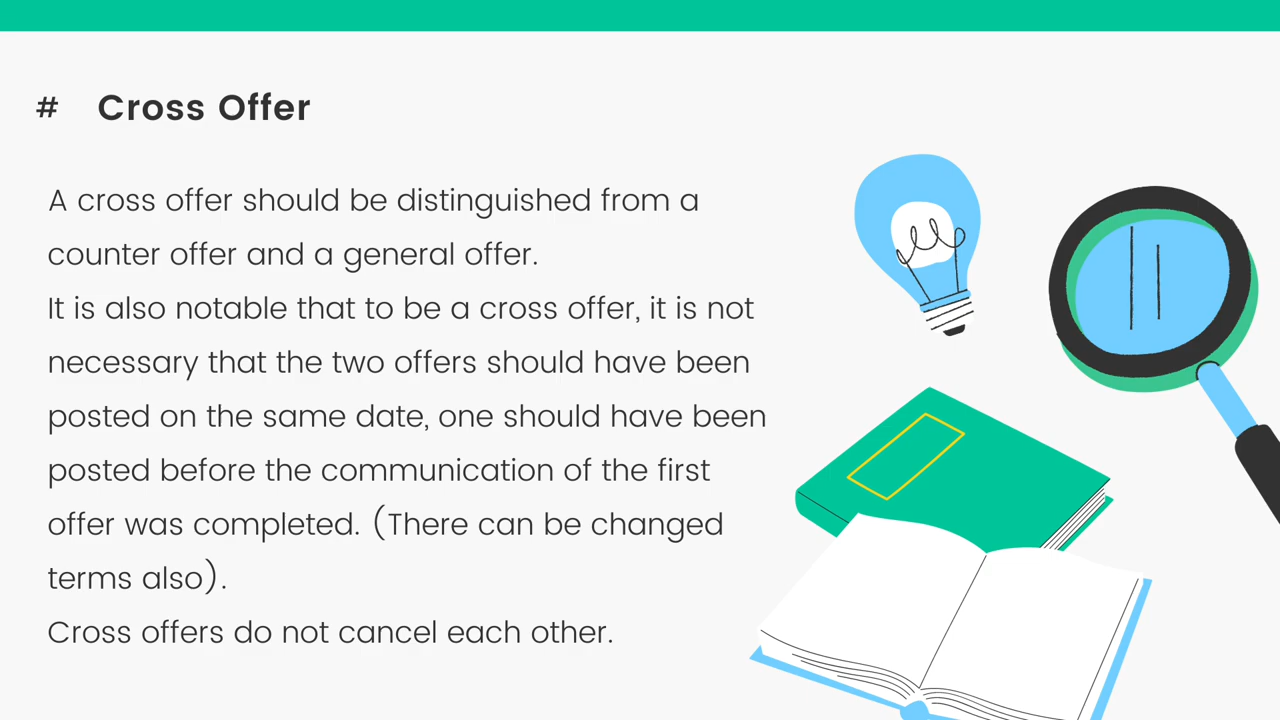 # Cross Offer
A cross offer should be distinguished from a
counter offer and a general offer.
It is also notable that to be a cross offer, it is not
necessary that the two offers should have been
posted on the same date, one should have been
posted before the communication of the first
offer was completed. (There can be changed
terms also).
Cross offers do not cancel each other.